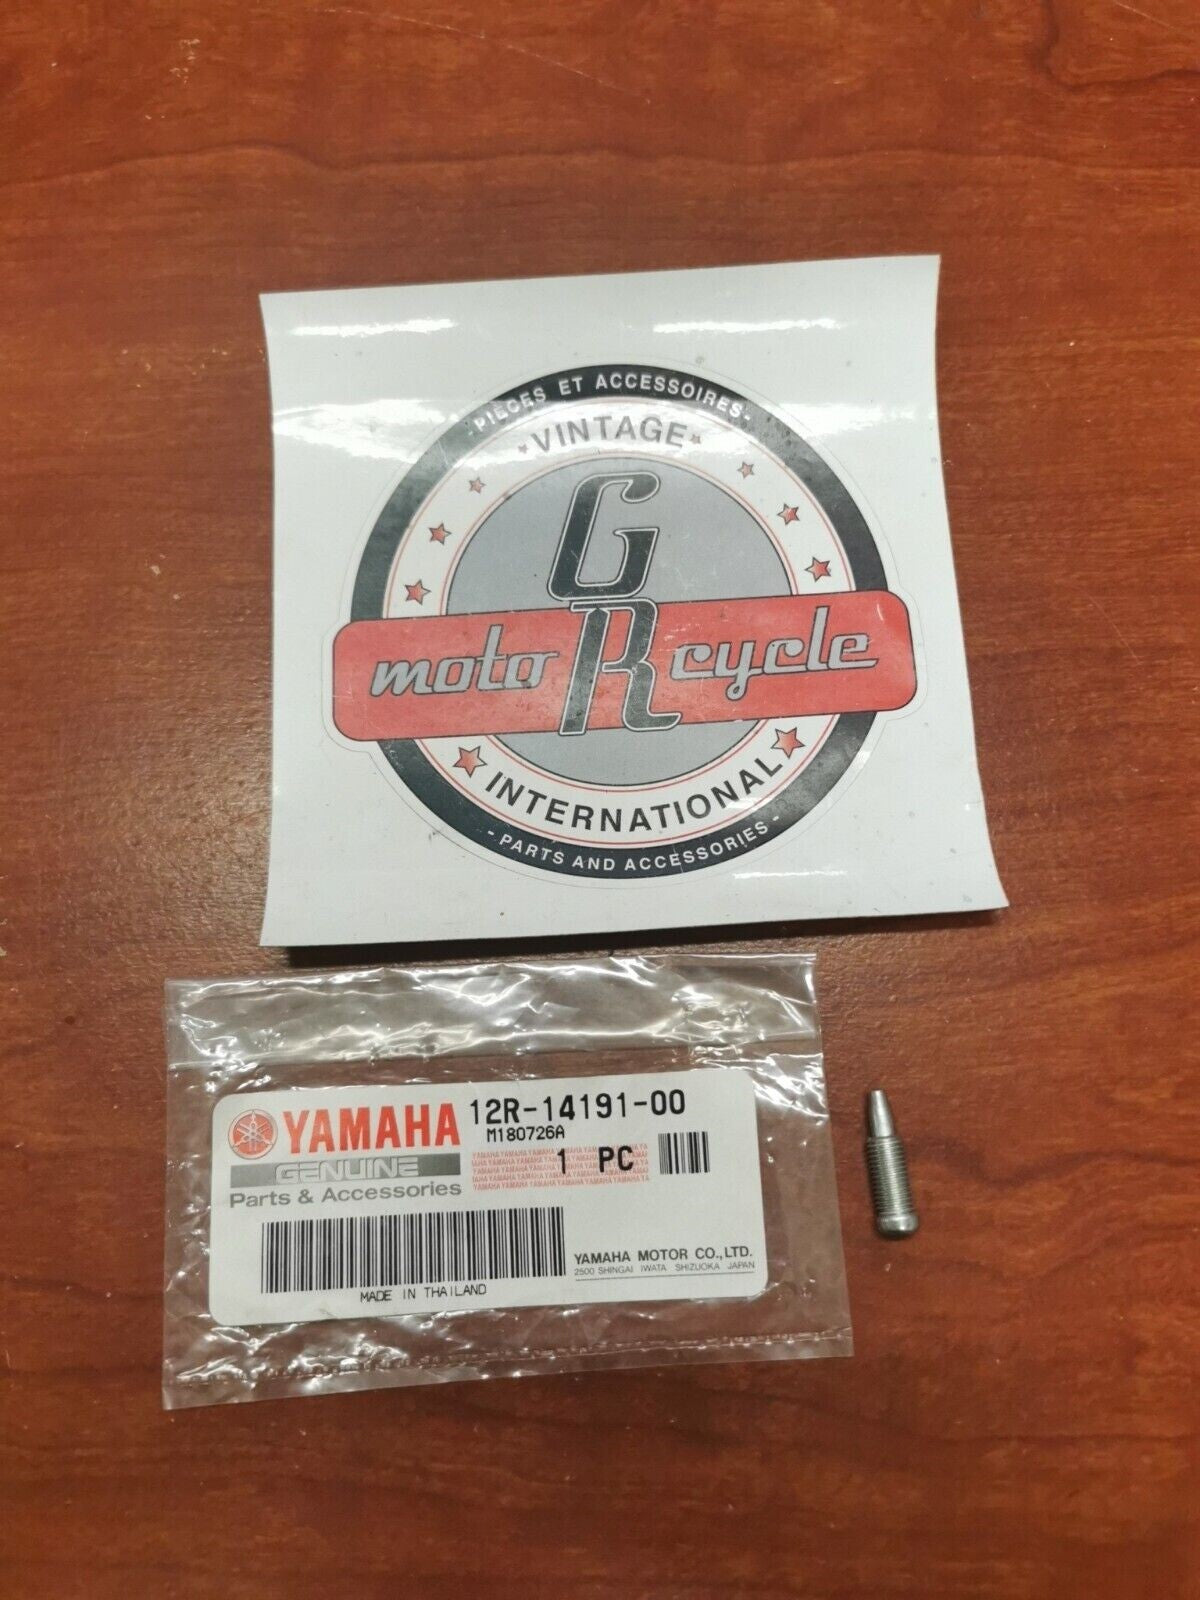 -PIÈCES ET ACCESSOIRES-
VINTAGE
G
moto R cycle
INTERNATIONAL
- PARTS AND ACCESSORIES -
YAMAHA 12R-14191-00
M180726A
GENUINE 1 PC
Parts & Accessories
YAMAHA MOTOR CO.,LTD.
2500 SHINGAI IWATA SHIZUOKA JAPAN
MADE IN THAILAND